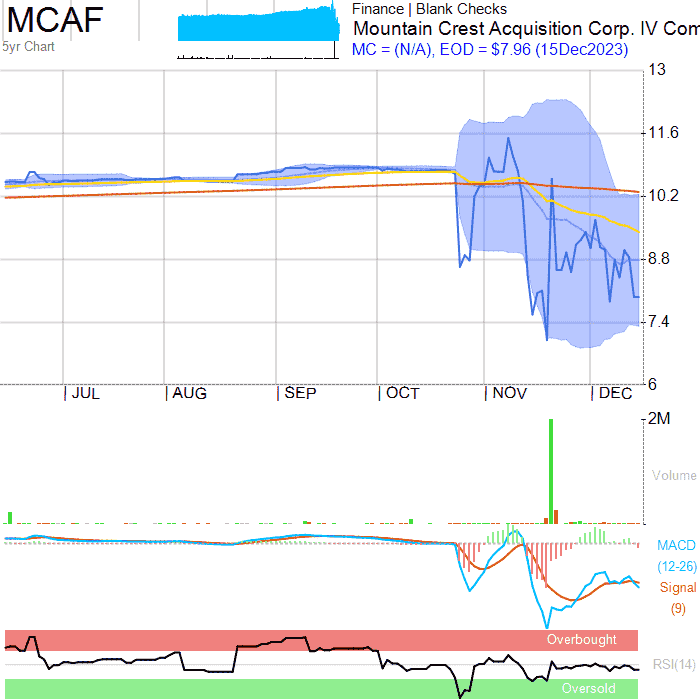 MCAF
5yr Chart
Finance | Blank Checks
Mountain Crest Acquisition Corp. IV Com
MC = (N/A), EOD = $7.96 (15Dec2023)
13
11.6
10.2
8.8
7.4
6
JUL
AUG
SEP
OCT
NOV
DEC
2M
Volume
MACD
(12-26)
Signal
(9)
Overbought
RSI(14)
Oversold